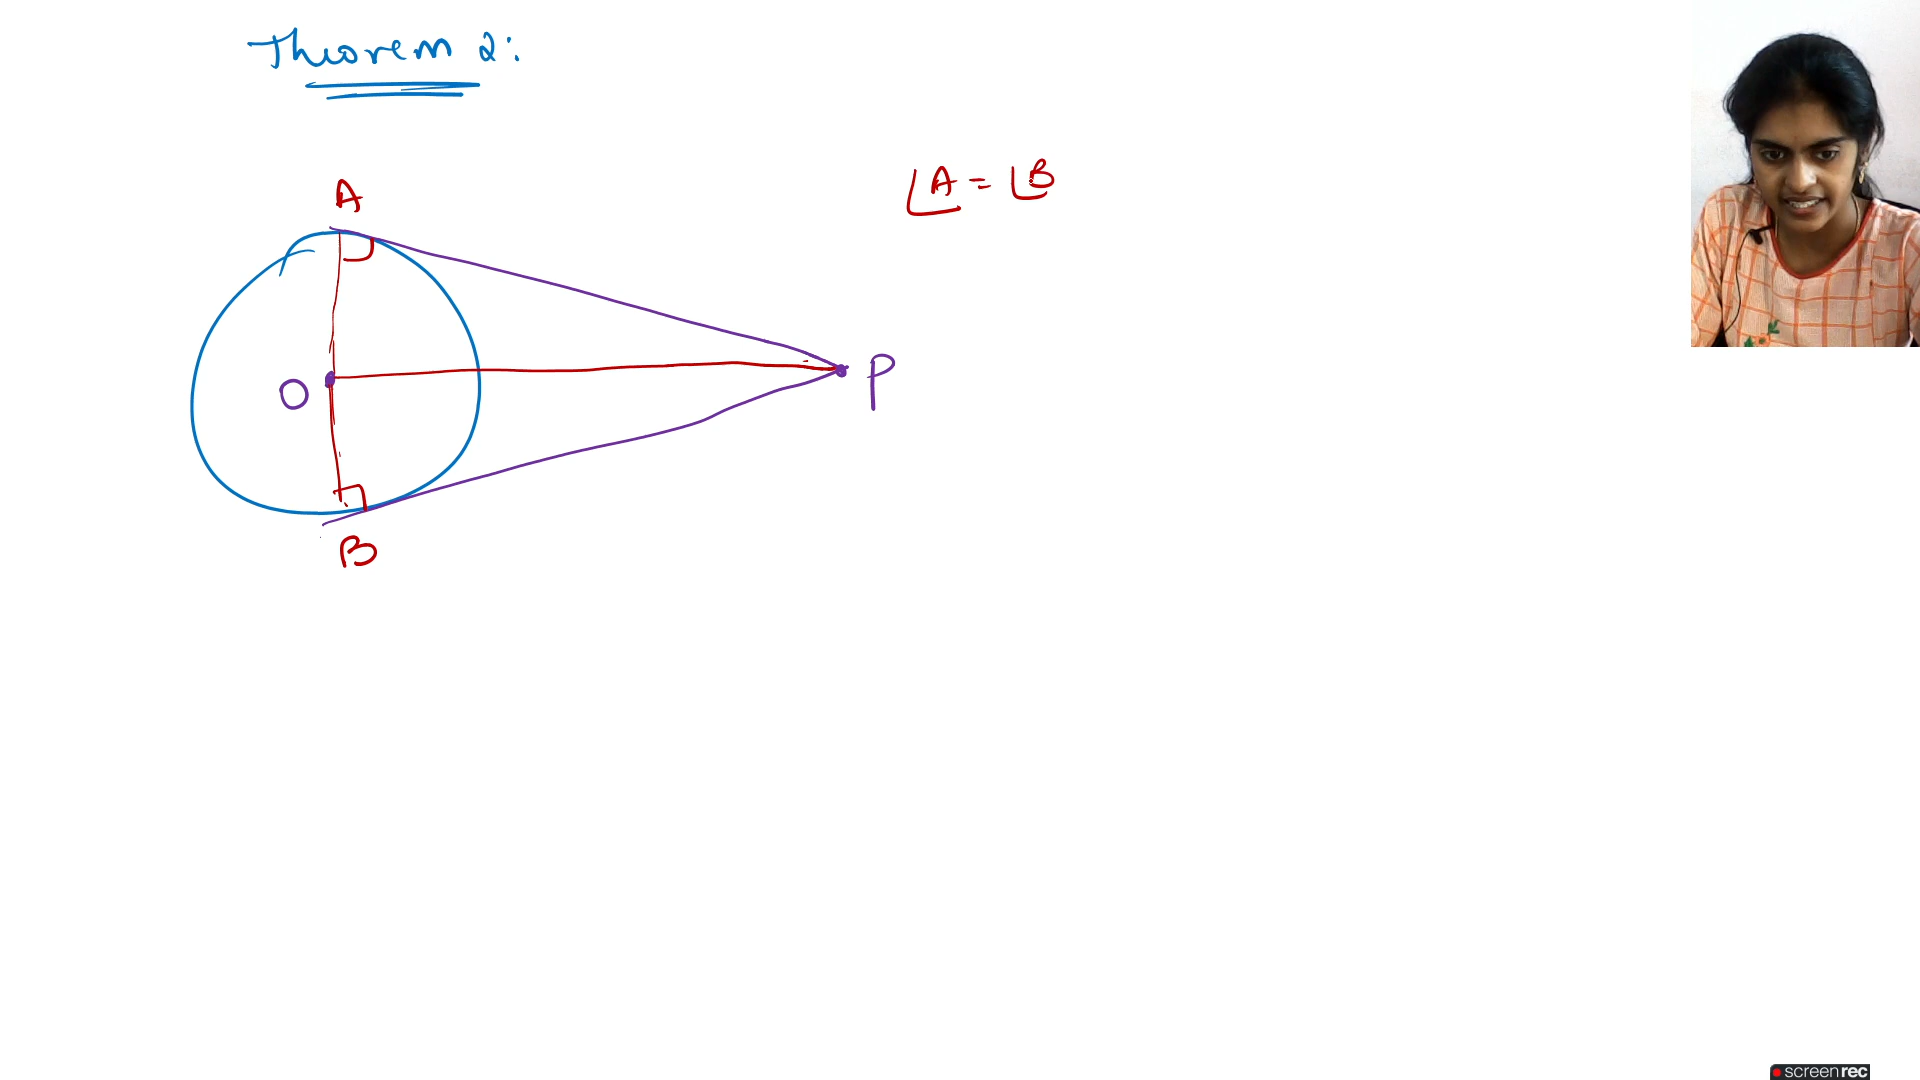 Theorem 2:
A
∠A = ∠B
O
P
B
screenrec